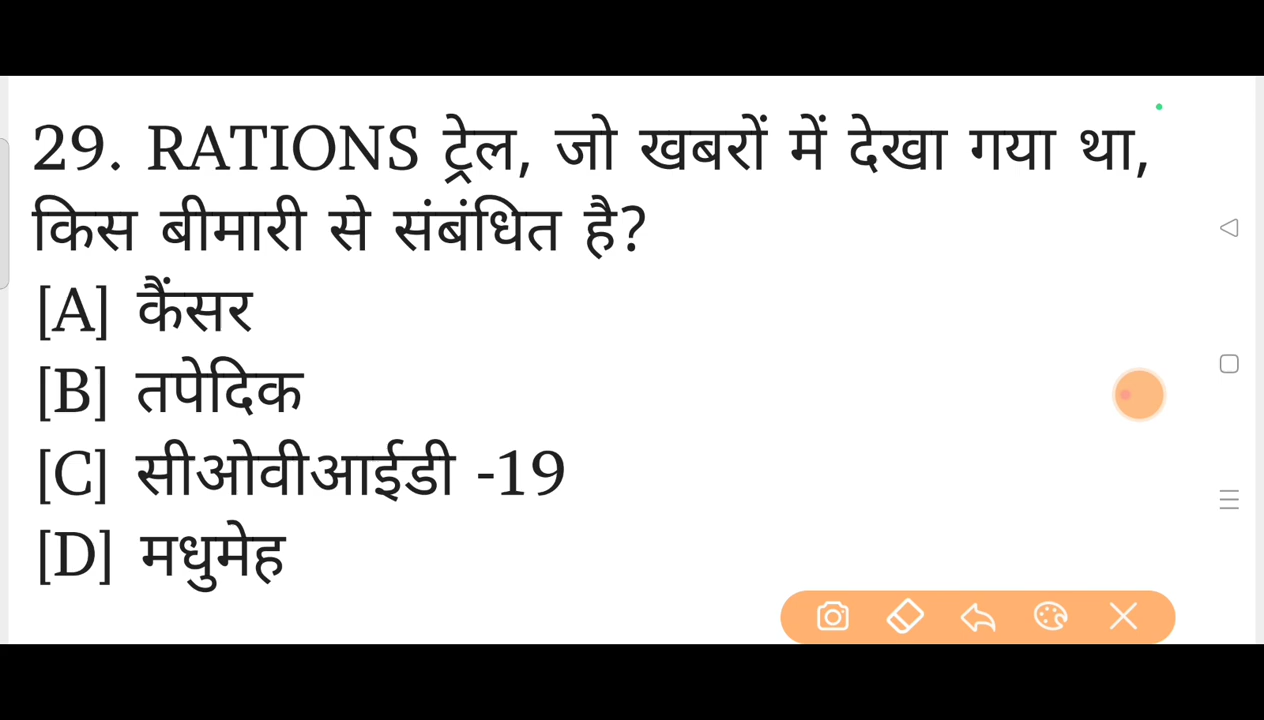 29. RATIONS ट्रेल, जो खबरों में देखा गया था,
किस बीमारी से संबंधित है?
[A] कैंसर
[B] तपेदिक
[C] सीओवीआईडी -19
[D] मधुमेह